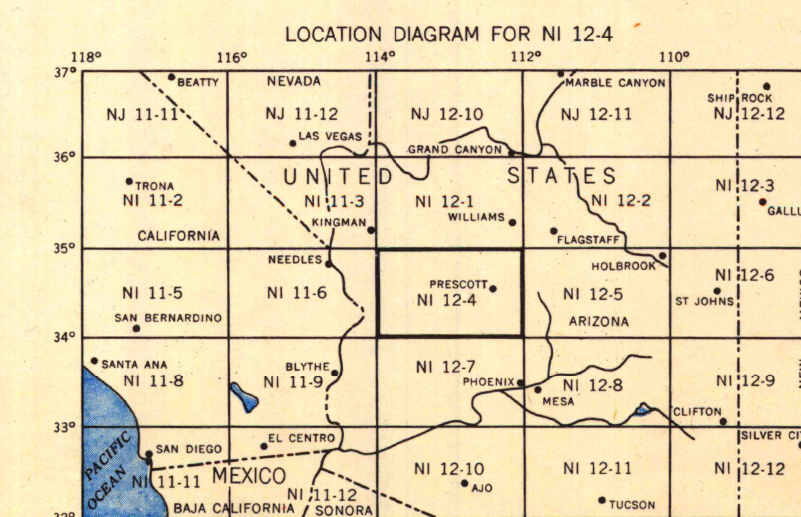 LOCATION DIAGRAM FOR NI 12-4
118° 116° 114° 112° 110°
37°
BEATTY NEVADA MARBLE CANYON
SHIP ROCK
NJ 11-11 NJ 11-12 NJ 12-10 NJ 12-11 NJ 12-12
LAS VEGAS
GRAND CANYON
36°
UNITED STATES
TRONA NI 12-3
NI 11-2 NI 11-3 NI 12-1 NI 12-2
GALLU
KINGMAN WILLIAMS
CALIFORNIA FLAGSTAFF
35°
NEEDLES HOLBROOK
NI 12-6
PRESCOTT
NI 11-5 NI 11-6 NI 12-4 NI 12-5
ST JOHNS
SAN BERNARDINO ARIZONA
34°
SANTA ANA BLYTHE NI 12-7
NI 11-8 NI 11-9 PHOENIX NI 12-8 NI 12-9
MESA
CLIFTON
33°
SILVER CI
EL CENTRO
SAN DIEGO
PACIFIC
OCEAN
NI 11-11 MEXICO NI 12-10 NI 12-11 NI 12-12
NI 11-12 AJO
BAJA CALIFORNIA SONORA TUCSON
32°